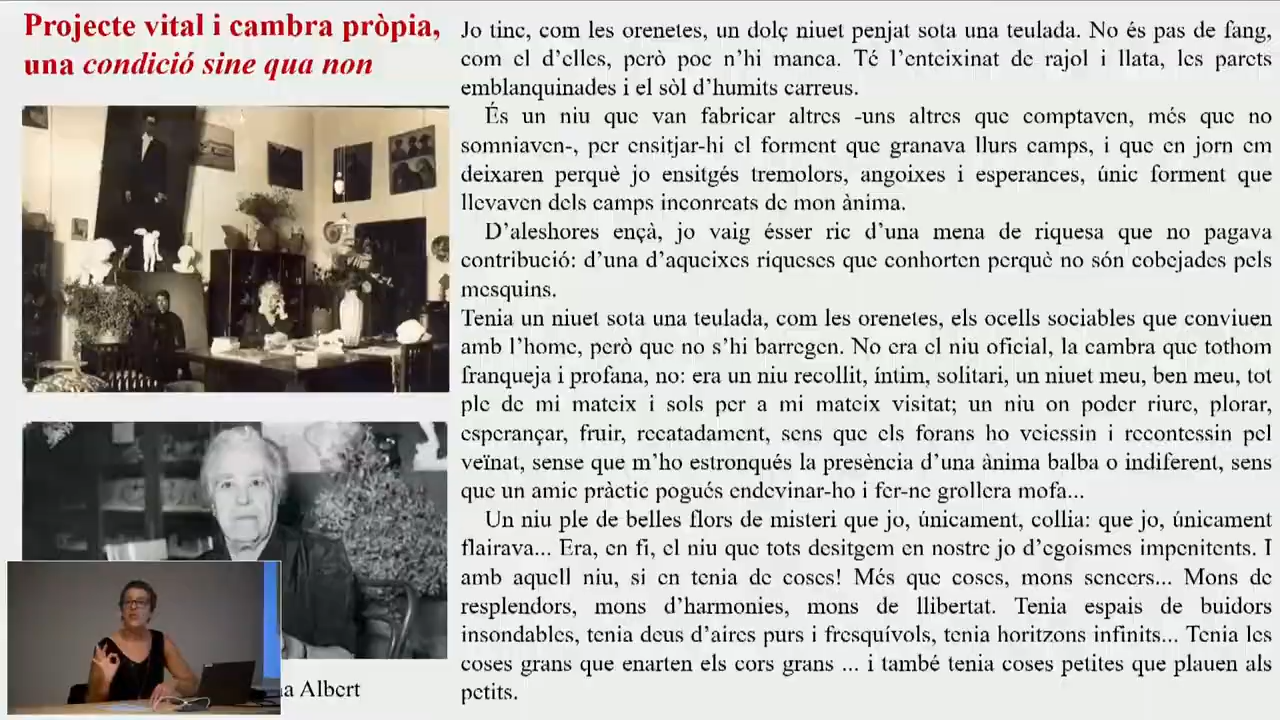 Projecte vital i cambra pròpia,
una condició sine qua non
Jo tinc, com les orenetes, un dolç niuet penjat sota una teulada. No és pas de fang,
com el d’elles, però poc n’hi manca. Té l’enteixinat de rajol i llata, les parets
emblanquinades i el sòl d’humits carreus.
És un niu que van fabricar altres -uns altres que comptaven, més que no
somniaven-, per ensitjar-hi el forment que granava llurs camps, i que en jorn em
deixaren perquè jo ensitgés tremolors, angoixes i esperances, únic forment que
llevaven dels camps inconreats de mon ànima.
D’aleshores ençà, jo vaig ésser ric d’una mena de riquesa que no pagava
contribució: d’una d’aqueixes riqueses que conhorten perquè no són cobejades pels
mesquins.
Tenia un niuet sota una teulada, com les orenetes, els ocells sociables que conviuen
amb l’home, però que no s’hi barregen. No era el niu oficial, la cambra que tothom
franqueja i profana, no: era un niu recollit, íntim, solitari, un niuet meu, ben meu, tot
ple de mi mateix i sols per a mi mateix visitat; un niu on poder riure, plorar,
esperançar, fruir, recatadament, sens que els forans ho veiessin i recontessin pel
veïnat, sense que m’ho estronqués la presència d’una ànima balba o indiferent, sens
que un amic pràctic pogués endevinar-ho i fer-ne grollera mofa...
Un niu ple de belles flors de misteri que jo, únicament, collia: que jo, únicament
flairava... Era, en fi, el niu que tots desitgem en nostre jo d’egoismes impenitents. I
amb aquell niu, si en tenia de coses! Més que coses, mons sencers... Mons de
resplendors, mons d’harmonies, mons de llibertat. Tenia espais de buidors
insondables, tenia deus d’aires purs i fresquívols, tenia horitzons infinits... Tenia les
coses grans que enarten els cors grans ... i també tenia coses petites que plauen als
petits.
Albert